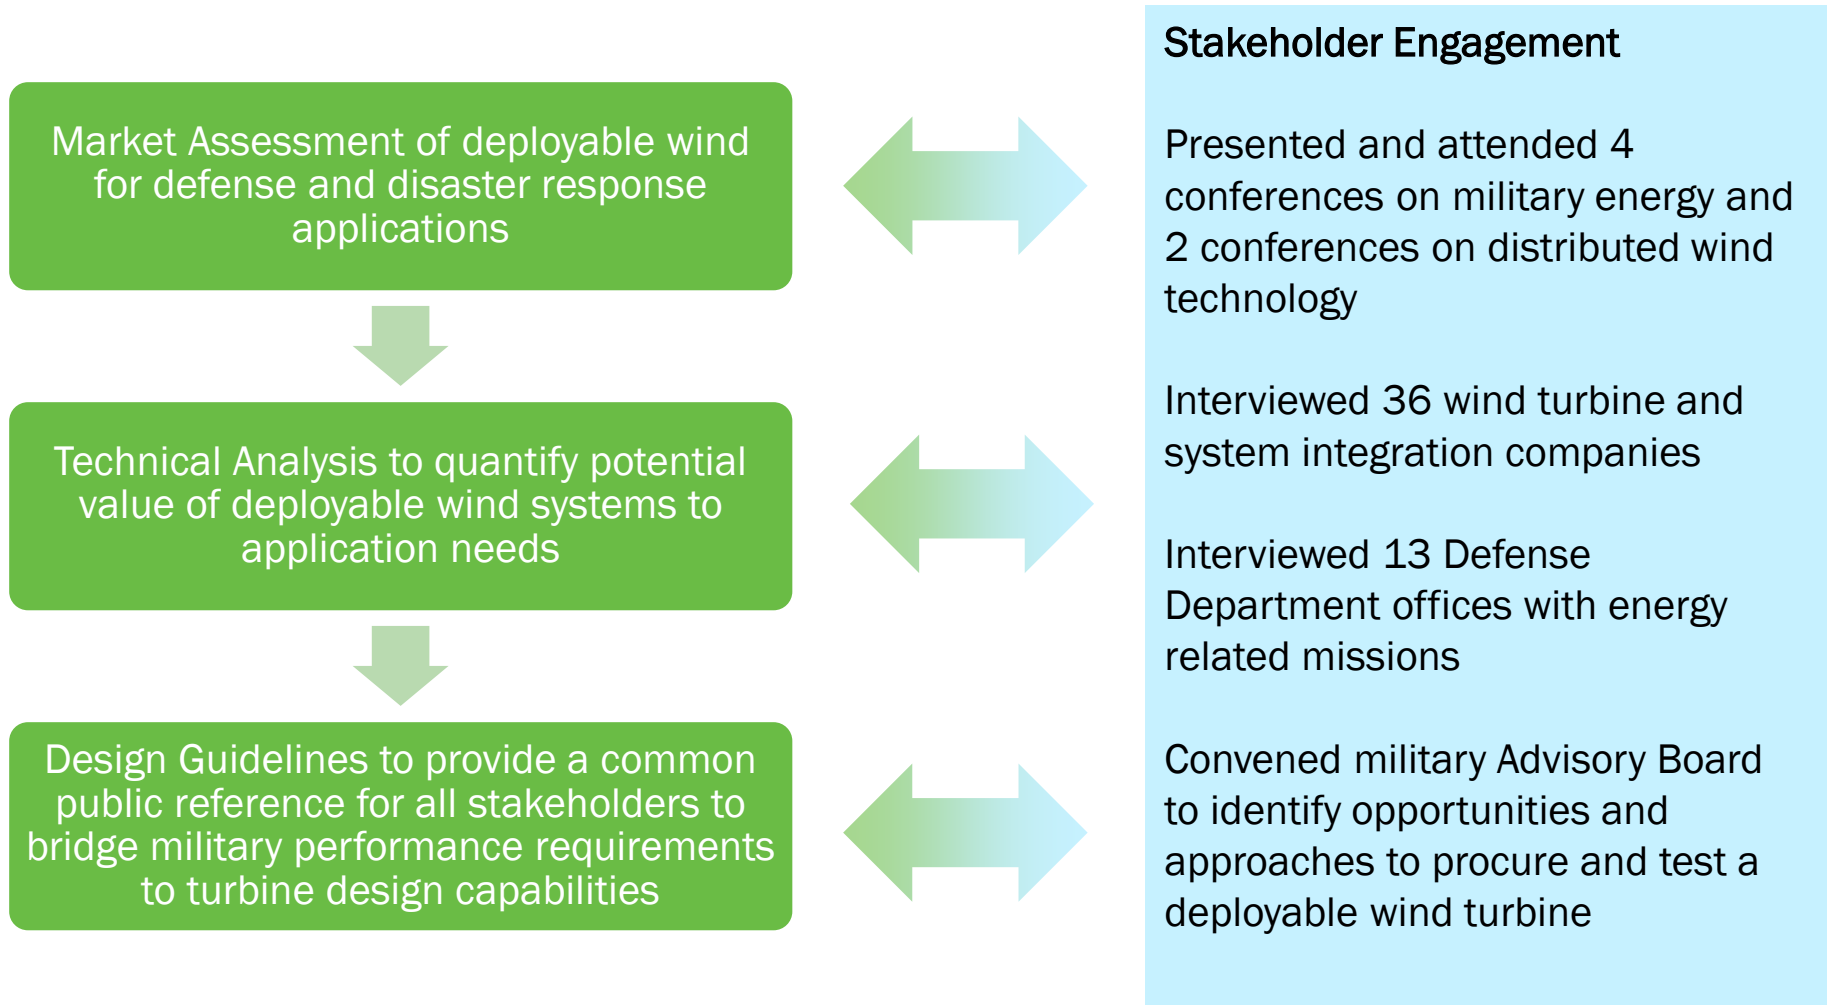 Market Assessment of deployable wind
for defense and disaster response
applications
Technical Analysis to quantify potential
value of deployable wind systems to
application needs
Design Guidelines to provide a common
public reference for all stakeholders to
bridge military performance requirements
to turbine design capabilities
Stakeholder Engagement
Presented and attended 4
conferences on military energy and
2 conferences on distributed wind
technology
Interviewed 36 wind turbine and
system integration companies
Interviewed 13 Defense
Department offices with energy
related missions
Convened military Advisory Board
to identify opportunities and
approaches to procure and test a
deployable wind turbine